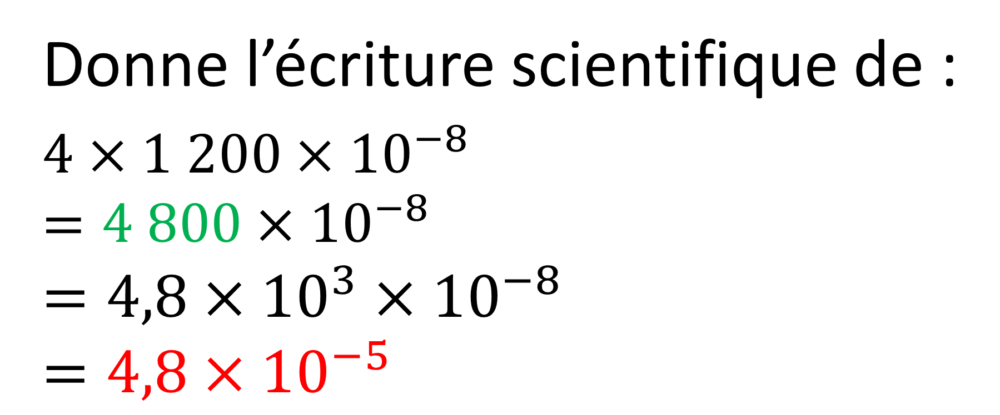 Donne l’écriture scientifique de :
4 × 1 200 × 10⁻⁸
= 4 800 × 10⁻⁸
= 4,8 × 10³ × 10⁻⁸
= 4,8 × 10⁻⁵